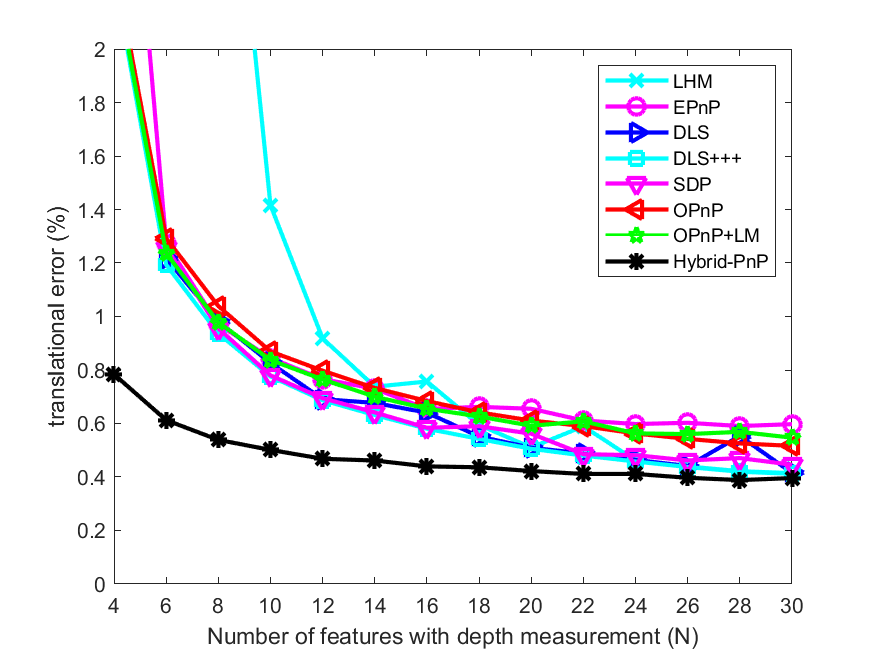 2
1.8
1.6
1.4
1.2
1
0.8
0.6
0.4
0.2
0
translational error (%)
LHM
EPnP
DLS
DLS+++
SDP
OPnP
OPnP+LM
Hybrid-PnP
4 6 8 10 12 14 16 18 20 22 24 26 28 30
Number of features with depth measurement (N)